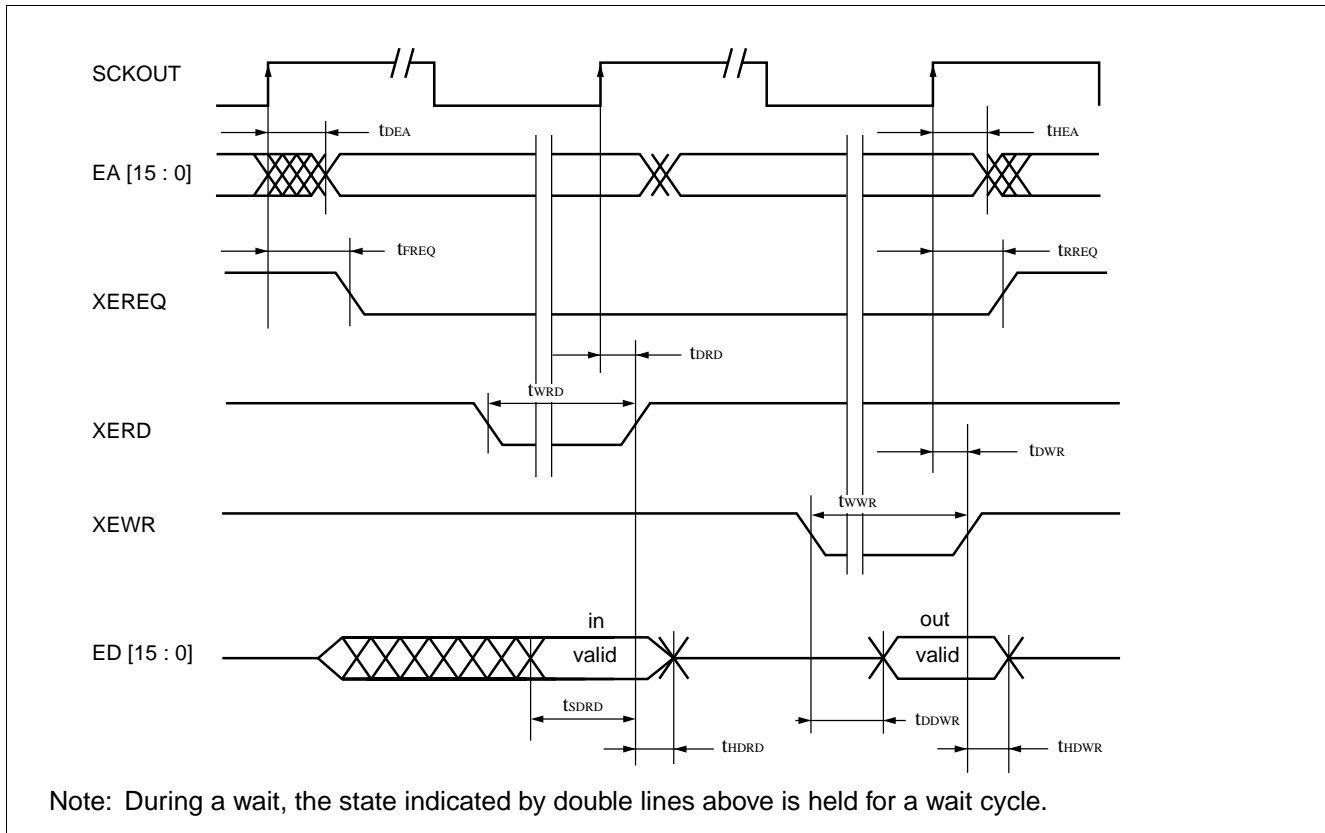 SCKOUT
tDEA
tHEA
EA [15 : 0]
tFREQ
tRREQ
XEREQ
tDRD
tWRD
XERD
tDWR
tWWR
XEWR
in
out
ED [15 : 0]
valid
valid
tSDRD
tDDWR
tHDRD
tHDWR
Note: During a wait, the state indicated by double lines above is held for a wait cycle.